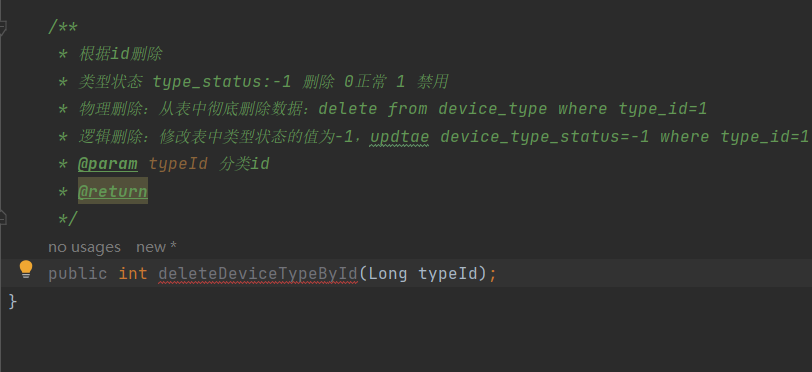 /**
* 根据id删除
* 类型状态 type_status:-1 删除 0正常 1 禁用
* 物理删除：从表中彻底删除数据：delete from device_type where type_id=1
* 逻辑删除：修改表中类型状态的值为-1，updtae device_type_status=-1 where type_id=1
* @param typeId 分类id
* @return
*/
no usages   new *
public int deleteDeviceTypeById(Long typeId);
}